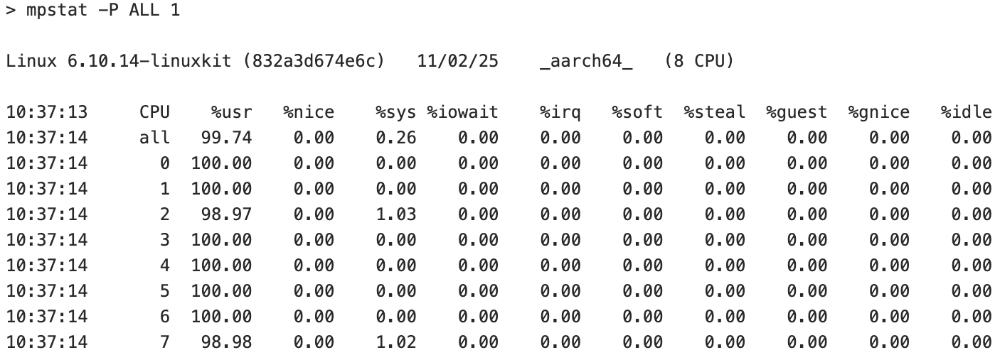 > mpstat -P ALL 1
Linux 6.10.14-linuxkit (832a3d674e6c)   11/02/25    _aarch64_   (8 CPU)
10:37:13     CPU    %usr   %nice    %sys %iowait    %irq   %soft  %steal  %guest  %gnice   %idle
10:37:14     all   99.74    0.00    0.26    0.00    0.00    0.00    0.00    0.00    0.00    0.00
10:37:14       0  100.00    0.00    0.00    0.00    0.00    0.00    0.00    0.00    0.00    0.00
10:37:14       1  100.00    0.00    0.00    0.00    0.00    0.00    0.00    0.00    0.00    0.00
10:37:14       2   98.97    0.00    1.03    0.00    0.00    0.00    0.00    0.00    0.00    0.00
10:37:14       3  100.00    0.00    0.00    0.00    0.00    0.00    0.00    0.00    0.00    0.00
10:37:14       4  100.00    0.00    0.00    0.00    0.00    0.00    0.00    0.00    0.00    0.00
10:37:14       5  100.00    0.00    0.00    0.00    0.00    0.00    0.00    0.00    0.00    0.00
10:37:14       6  100.00    0.00    0.00    0.00    0.00    0.00    0.00    0.00    0.00    0.00
10:37:14       7   98.98    0.00    1.02    0.00    0.00    0.00    0.00    0.00    0.00    0.00